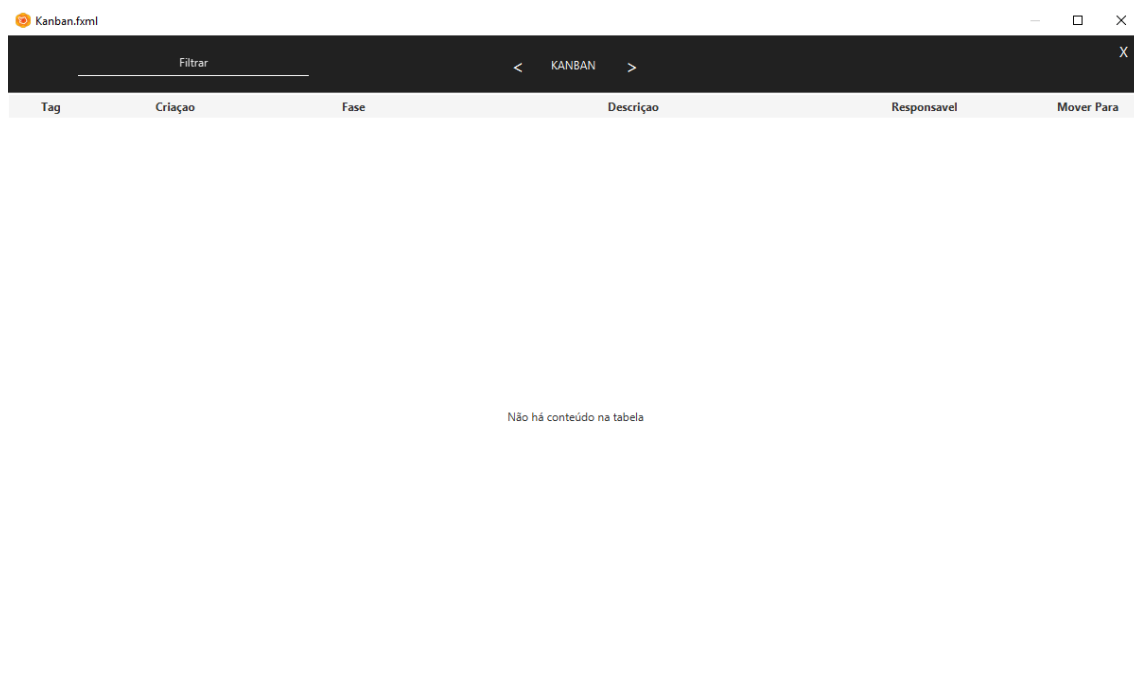 Kanban.fxml
Filtrar < KANBAN > X
Tag Criaçao Fase Descriçao Responsavel Mover Para
Não há conteúdo na tabela